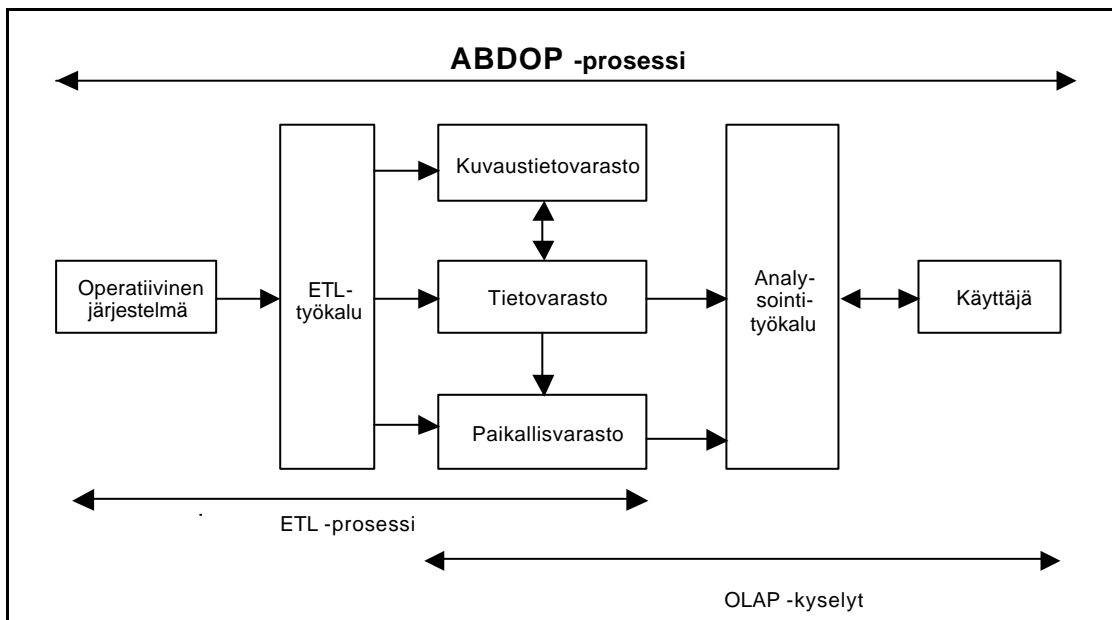 ABDOP -prosessi
Kuvaustietovarasto
Operatiivinen
järjestelmä
ETL-
työkalu
Tietovarasto
Analy-
sointi-
työkalu
Käyttäjä
Paikallisvarasto
ETL -prosessi
OLAP -kyselyt